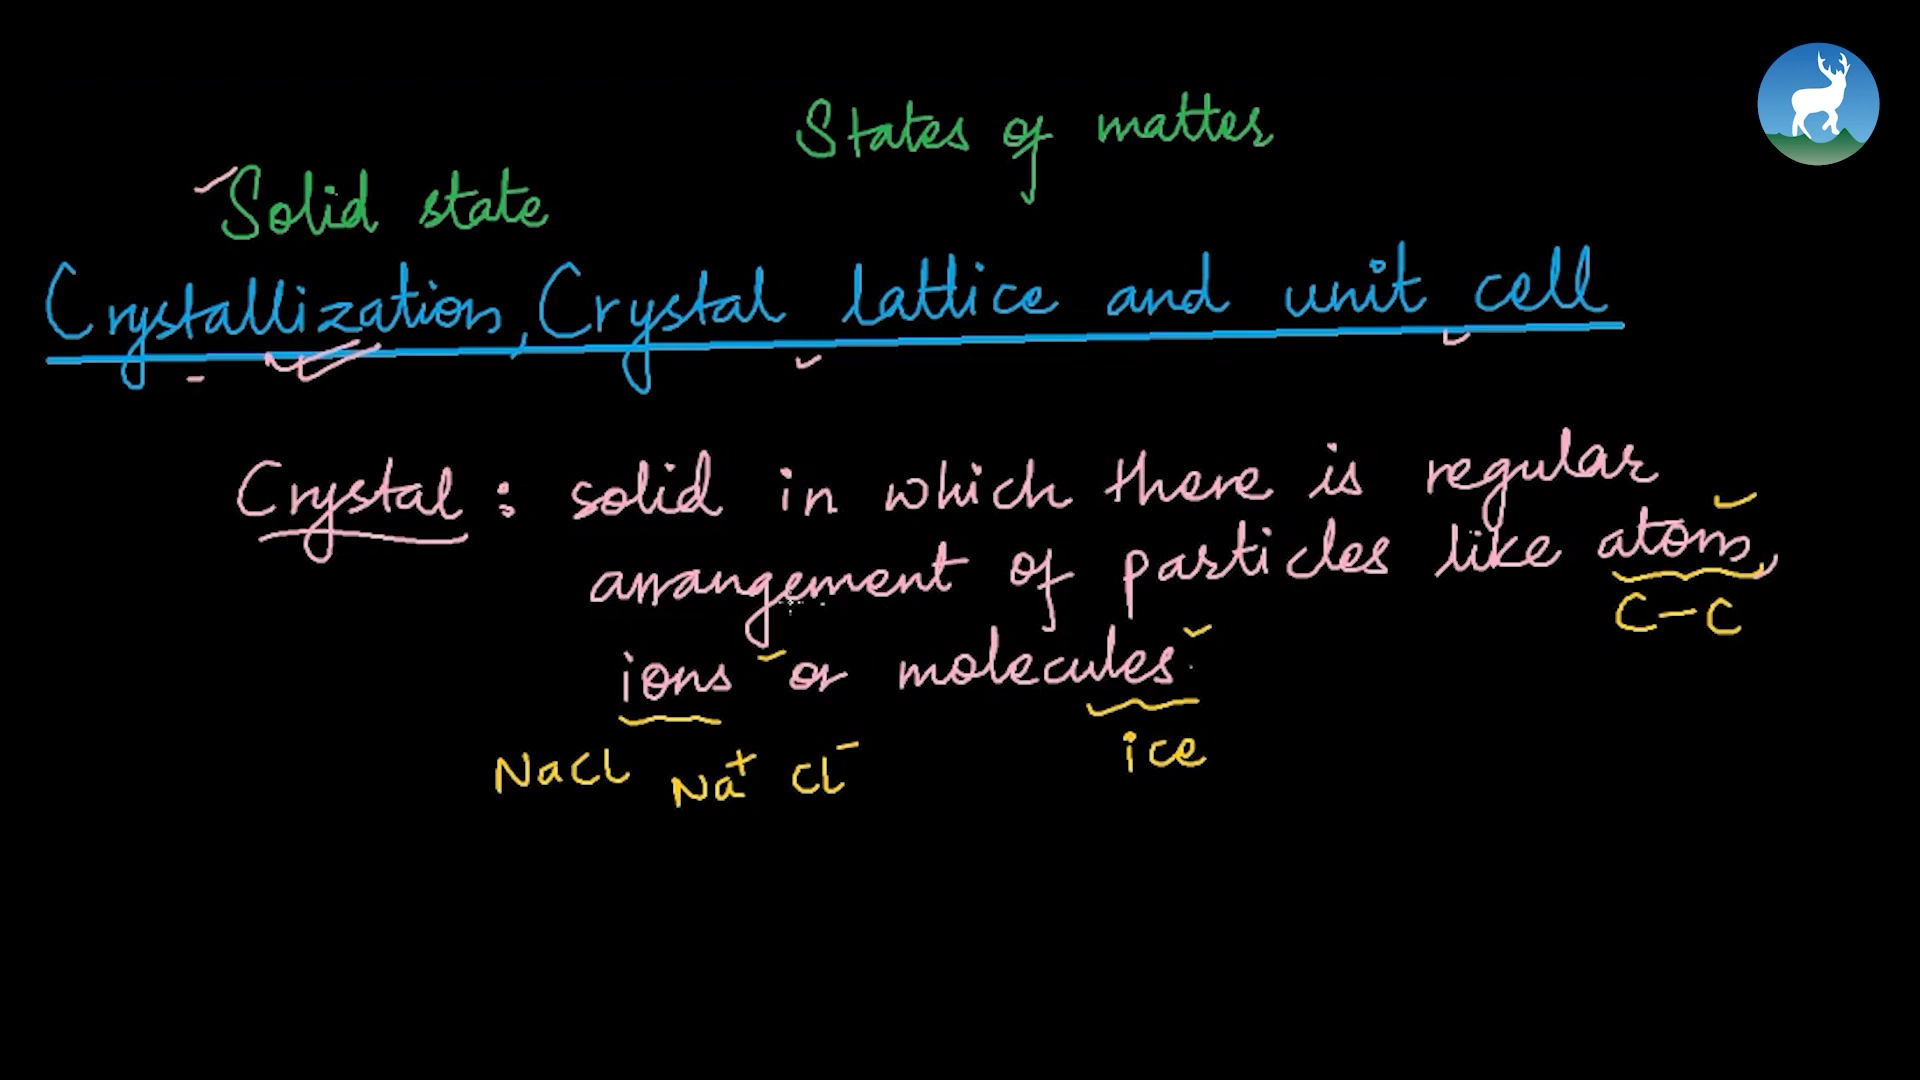 States of matter
Solid state
Crystallization, Crystal lattice and unit cell
Crystal : solid in which there is regular
arrangement of particles like atoms,
C-C
ions or molecules.
ice
NaCl Na⁺ Cl⁻